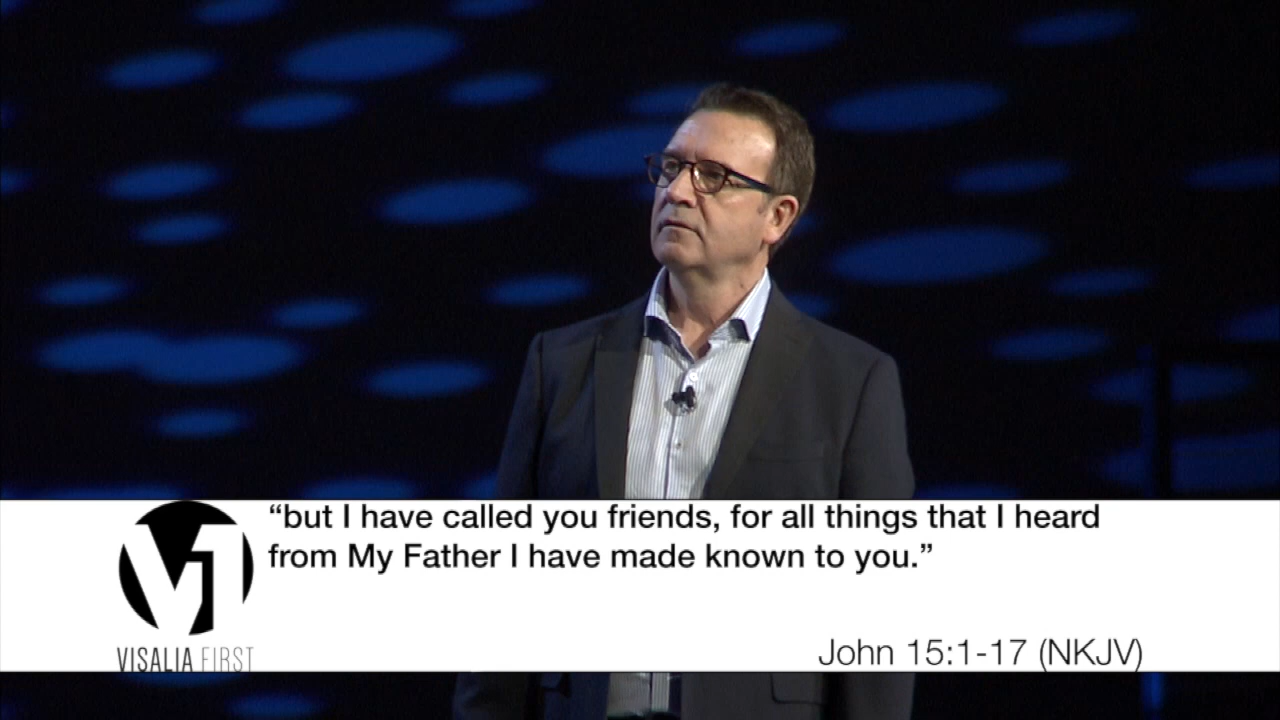 “but I have called you friends, for all things that I heard
from My Father I have made known to you.”
V1
VISALIA FIRST
John 15:1-17 (NKJV)